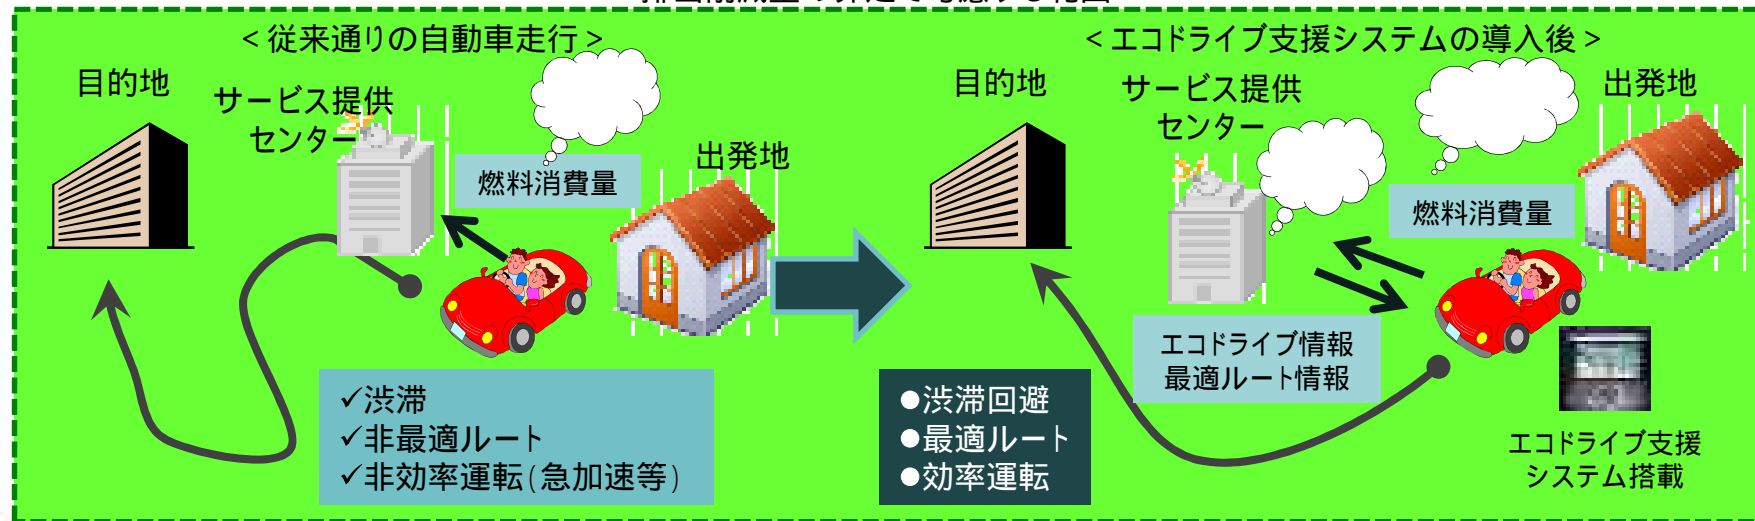 <従来通りの自動車走行>
目的地
サービス提供
センター
燃料消費量
出発地
✓渋滞
✓非最適ルート
✓非効率運転(急加速等)
<エコドライブ支援システムの導入後>
目的地
サービス提供
センター
出発地
燃料消費量
エコドライブ情報
最適ルート情報
●渋滞回避
●最適ルート
●効率運転
エコドライブ支援
システム搭載